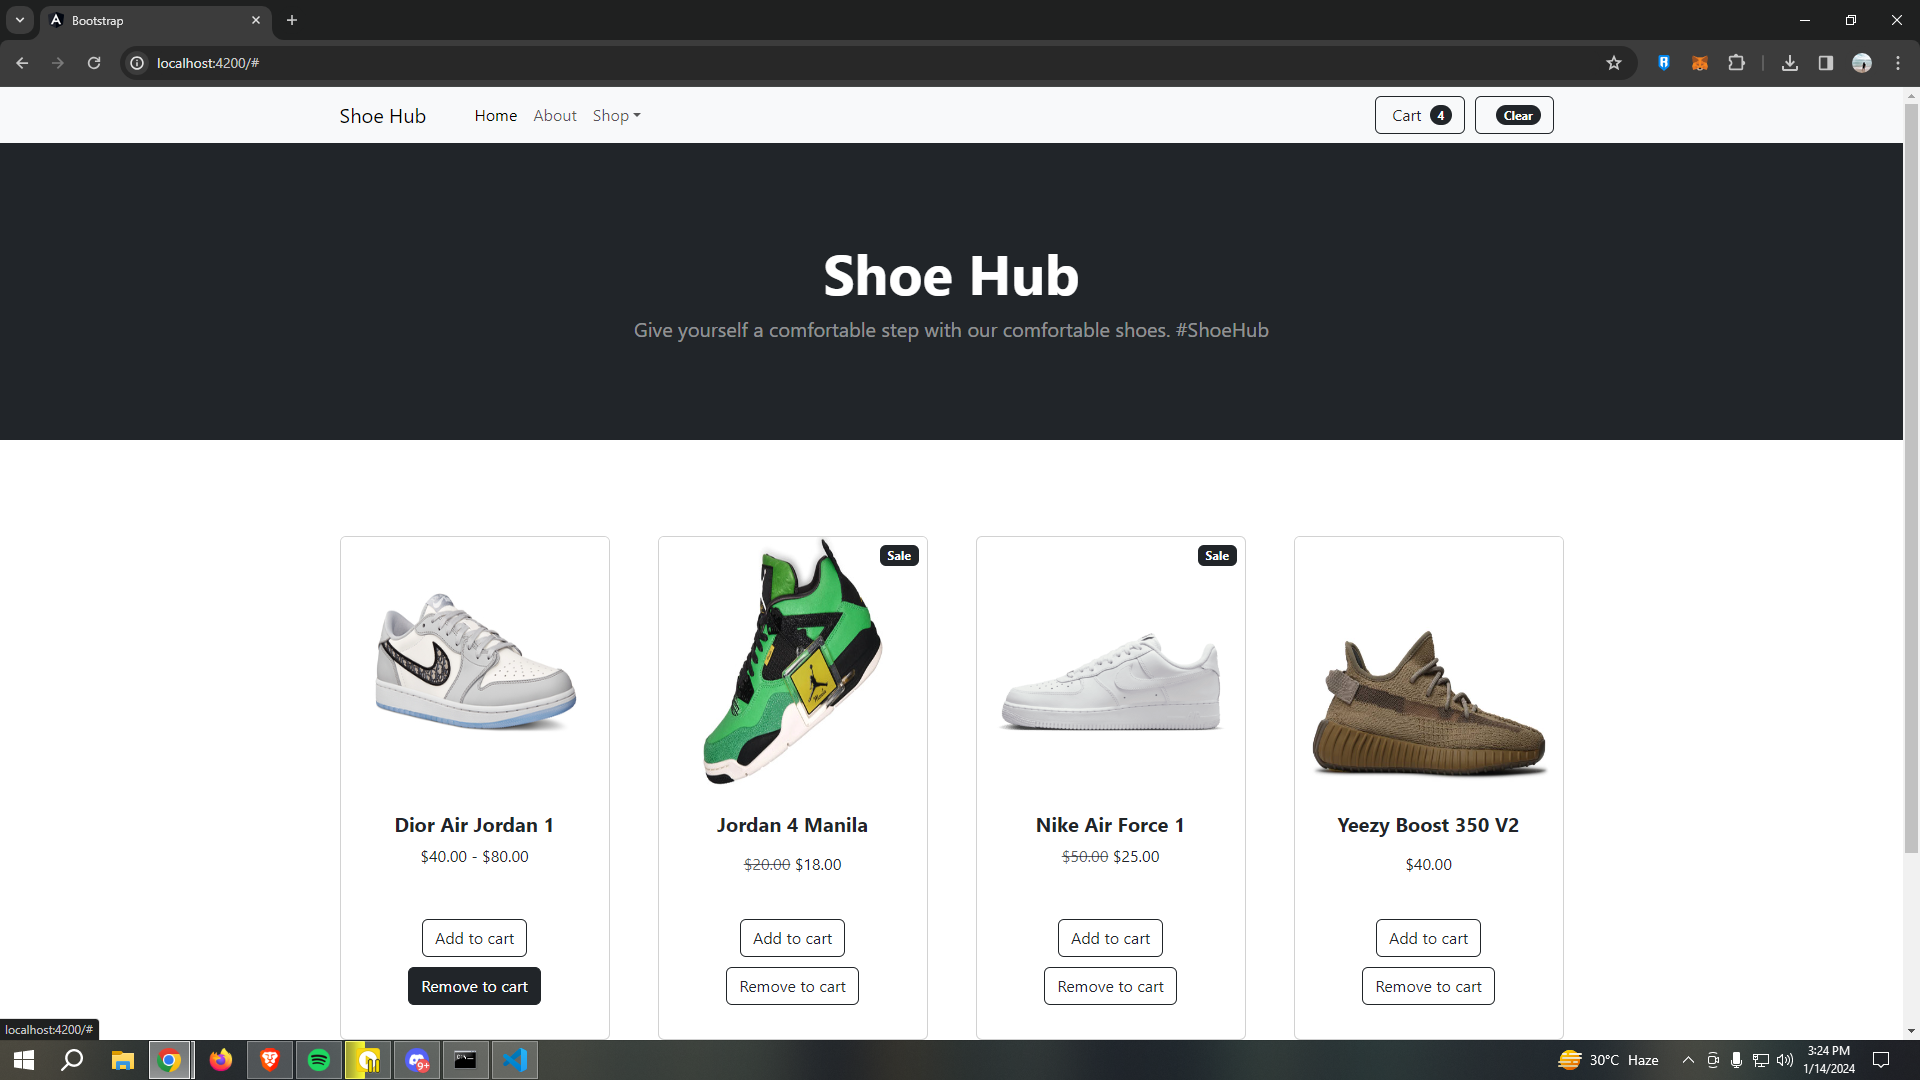 Bootstrap
localhost:4200/#
Shoe Hub
Home
About
Shop
Cart 4
Clear
Shoe Hub
Give yourself a comfortable step with our comfortable shoes. #ShoeHub
Sale
Sale
Dior Air Jordan 1
$40.00 - $80.00
Add to cart
Remove to cart
Jordan 4 Manila
$20.00 $18.00
Add to cart
Remove to cart
Nike Air Force 1
$50.00 $25.00
Add to cart
Remove to cart
Yeezy Boost 350 V2
$40.00
Add to cart
Remove to cart
localhost:4200/#
9+
30°C Haze
3:24 PM
1/14/2024